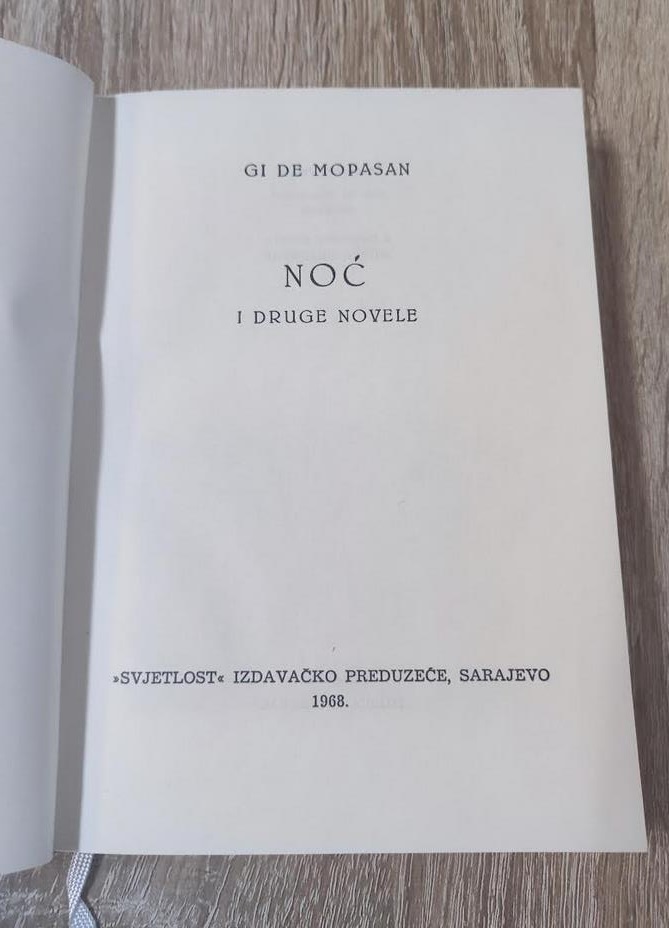 GI DE MOPASAN
NOĆ
I DRUGE NOVELE
»SVJETLOST« IZDAVAČKO PREDUZEĆE, SARAJEVO
1968.